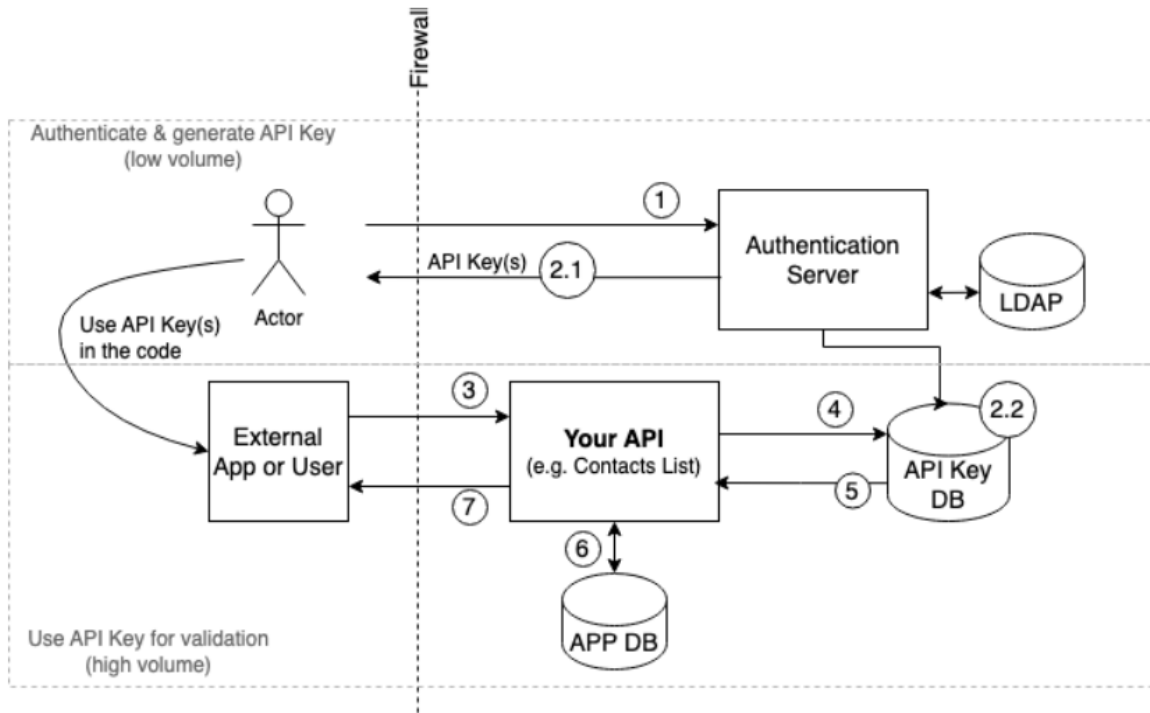 Firewall
Authenticate & generate API Key
(low volume)
1
Authentication
Server
API Key(s)
2.1
LDAP
Actor
Use API Key(s)
in the code
3
4
2.2
External
App or User
Your API
(e.g. Contacts List)
API Key
DB
5
7
6
APP DB
Use API Key for validation
(high volume)